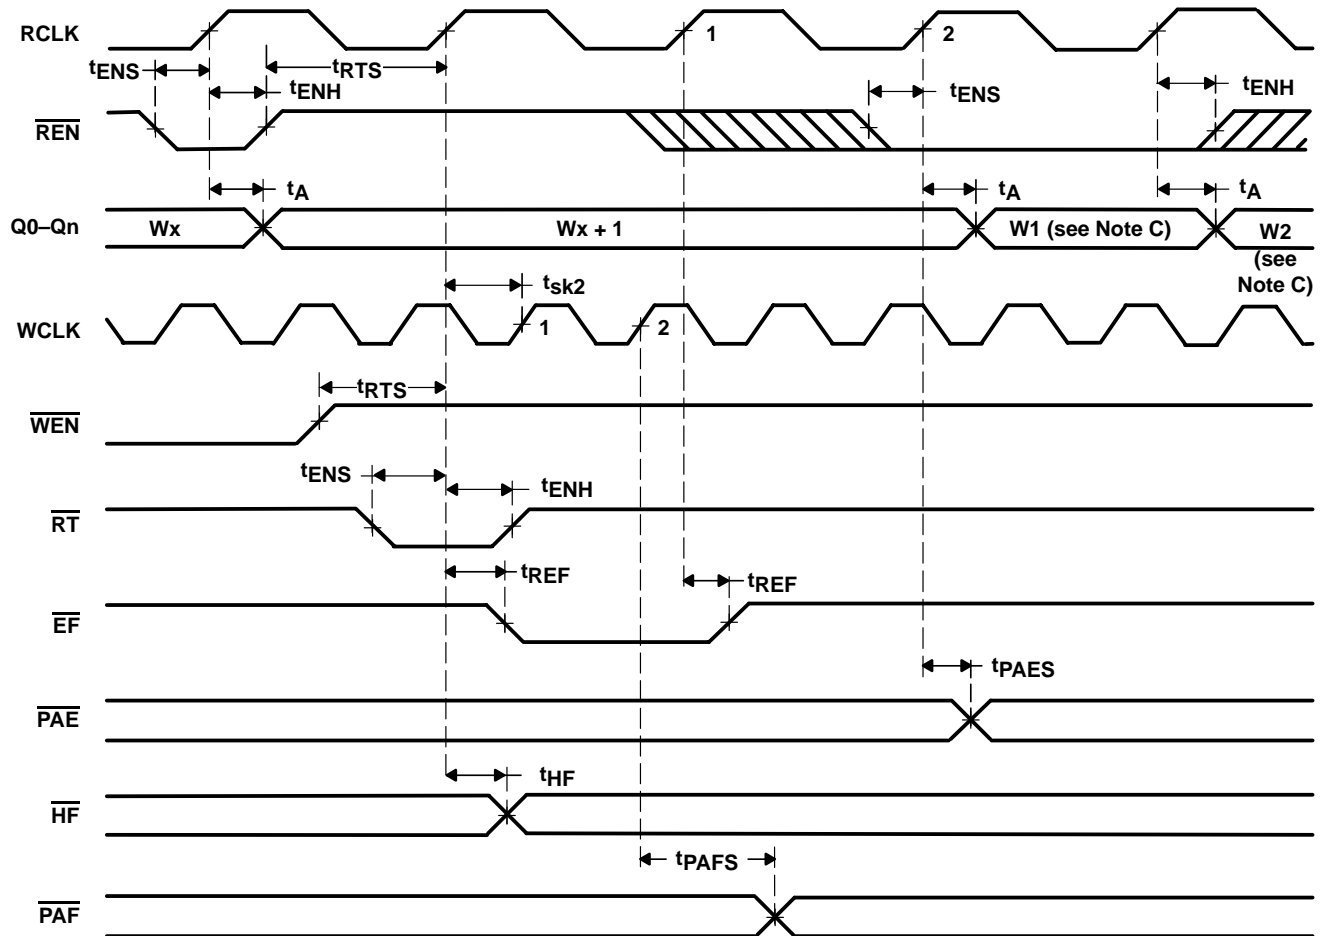 RCLK
1
2
tENS
tRTS
tENH
tENS
tENH
REN
tA
tA
tA
Q0–Qn
Wx
Wx + 1
W1 (see Note C)
W2
(see
Note C)
tsk2
WCLK
1
2
tRTS
WEN
tENS
tENH
RT
tREF
tREF
EF
tPAES
PAE
tHF
HF
tPAFS
PAF